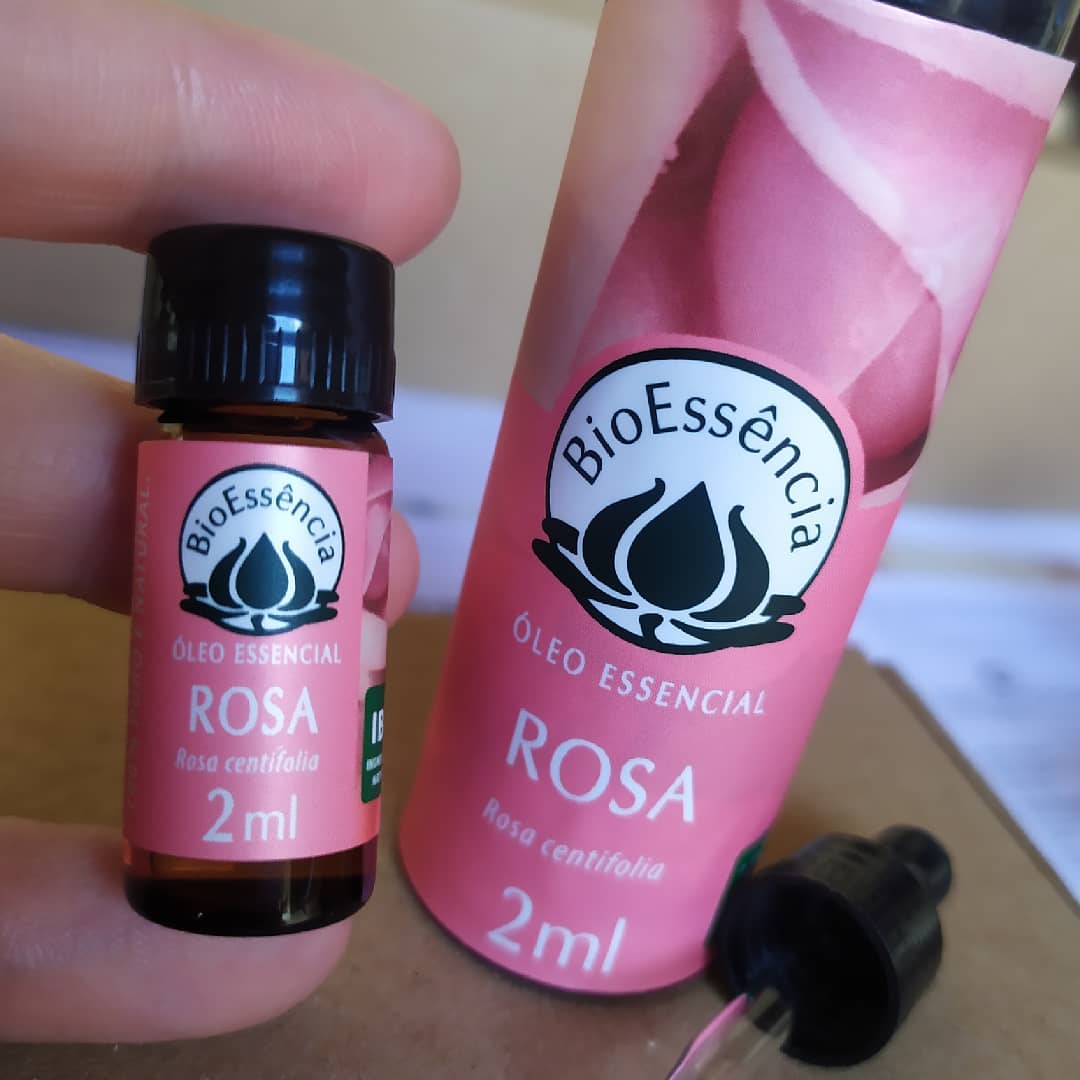 BioEssência
ÓLEO ESSENCIAL
ROSA
Rosa centifolia
2ml
BioEssência
ÓLEO ESSENCIAL
ROSA
Rosa centifolia
2ml